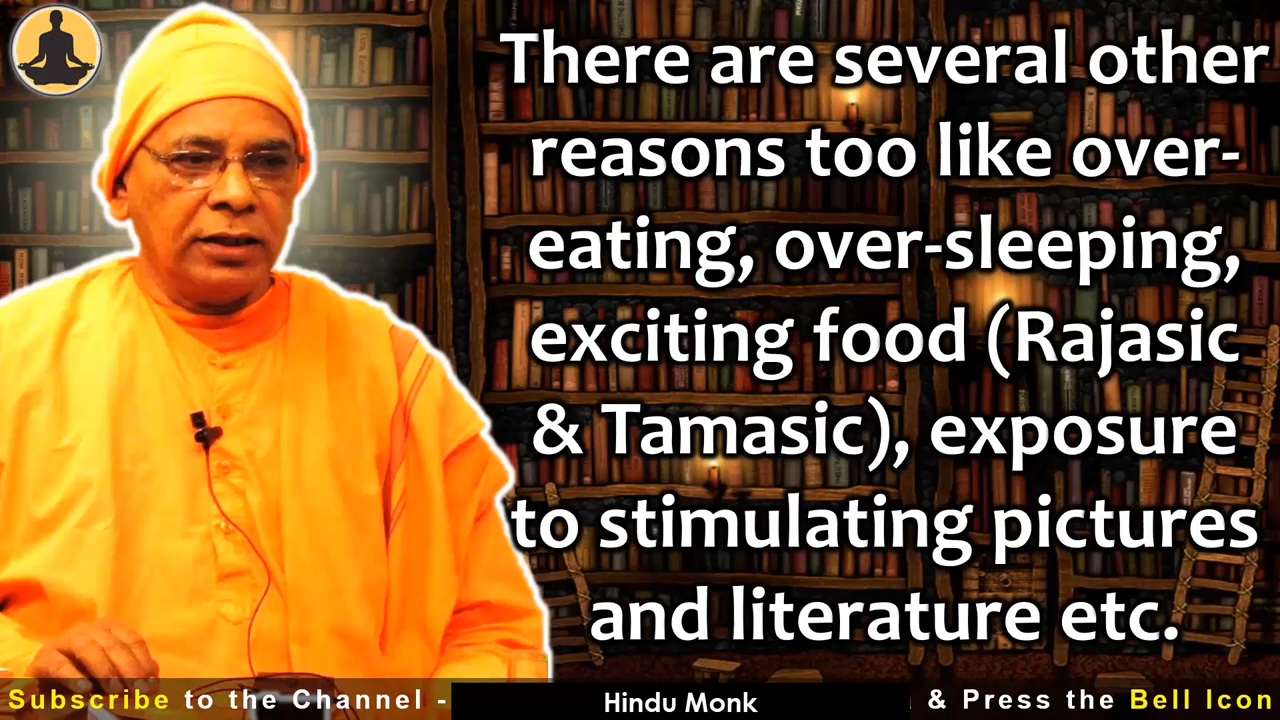 There are several other
reasons too like over-
eating, over-sleeping,
exciting food (Rajasic
& Tamasic), exposure
to stimulating pictures
and literature etc.
Subscribe to the Channel - Hindu Monk & Press the Bell Icon